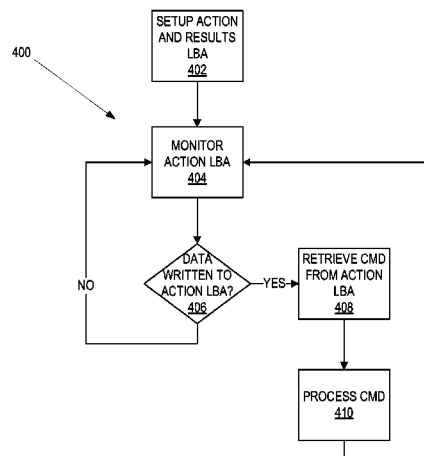 SETUP ACTION
AND RESULTS
LBA
402
400
MONITOR
ACTION LBA
404
DATA
WRITTEN TO
ACTION LBA?
406
NO
YES
RETRIEVE CMD
FROM ACTION
LBA
408
PROCESS CMD
410